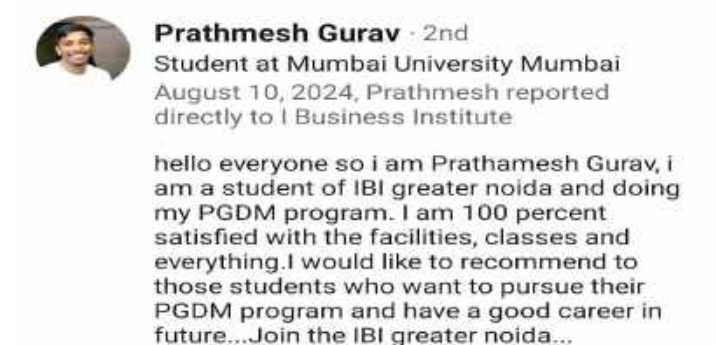 Prathmesh Gurav · 2nd
Student at Mumbai University Mumbai
August 10, 2024, Prathmesh reported
directly to I Business Institute
hello everyone so i am Prathamesh Gurav, i
am a student of IBI greater noida and doing
my PGDM program. I am 100 percent
satisfied with the facilities, classes and
everything.I would like to recommend to
those students who want to pursue their
PGDM program and have a good career in
future...Join the IBI greater noida...